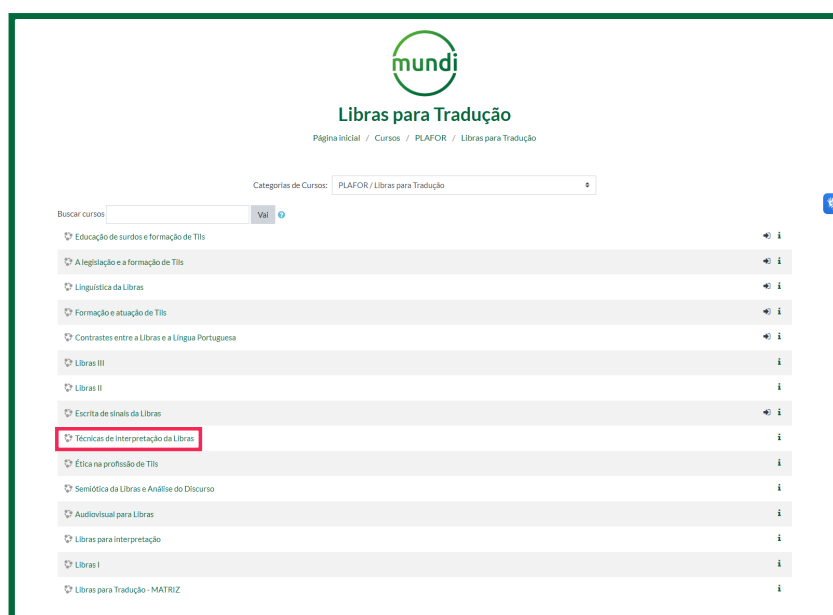 mundi
Libras para Tradução
Página inicial / Cursos / PLAFOR / Libras para Tradução
Categorias de Cursos: PLAFOR / Libras para Tradução
Buscar cursos Vai
Educação de surdos e formação de Tils
A legislação e a formação de Tils
Linguística da Libras
Formação e atuação de Tils
Contrastes entre a Libras e a Língua Portuguesa
Libras III
Libras II
Escrita de sinais da Libras
Técnicas de interpretação da Libras
Ética na profissão de Tils
Semiótica da Libras e Análise do Discurso
Audiovisual para Libras
Libras para interpretação
Libras I
Libras para Tradução - MATRIZ